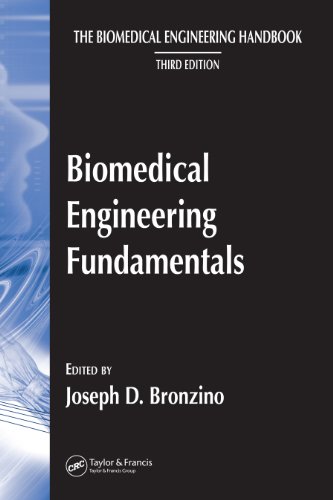 THE BIOMEDICAL ENGINEERING HANDBOOK
THIRD EDITION
Biomedical
Engineering
Fundamentals
EDITED BY
Joseph D. Bronzino
CRC
Taylor & Francis
Taylor & Francis Group